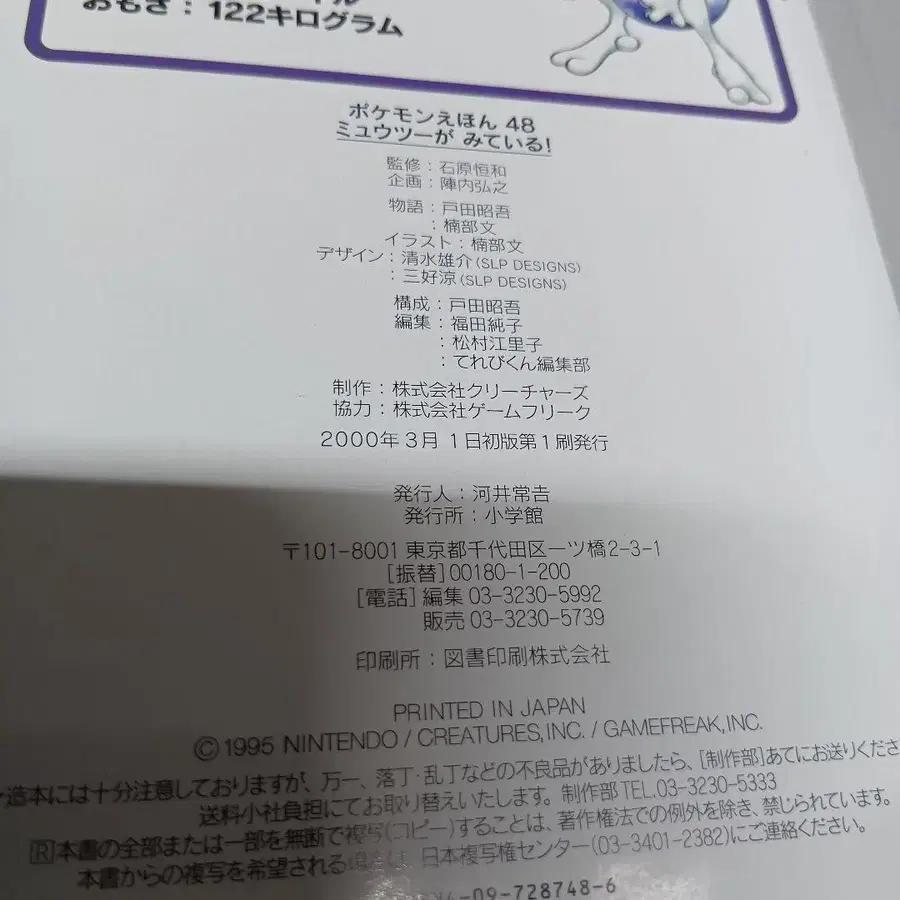 おもさ：122キログラム
ポケモンえほん 48
ミュウツーが みている!
監修：石原恒和
企画：陣内弘之
物語：戸田昭吾
：楠部文
イラスト：楠部文
デザイン：清水雄介(SLP DESIGNS)
：三好涼(SLP DESIGNS)
構成：戸田昭吾
編集：福田純子
：松村江里子
：てれびくん編集部
制作：株式会社クリーチャーズ
協力：株式会社ゲームフリーク
2000年3月1日初版第1刷発行
発行人：河井常吉
発行所：小学館
〒101-8001 東京都千代田区一ツ橋2-3-1
[振替]00180-1-200
[電話]編集 03-3230-5992
販売 03-3230-5739
印刷所：図書印刷株式会社
PRINTED IN JAPAN
©1995 NINTENDO / CREATURES, INC. / GAMEFREAK, INC.
造本には十分注意しておりますが、万一、落丁・乱丁などの不良品がありましたら、[制作部]あてにお送りくださ
送料小社負担にてお取り替えいたします。制作部 TEL.03-3230-5333
Ⓡ本書の全部または一部を無断で複写(コピー)することは、著作権法での例外を除き、禁じられています。
本書からの複写を希望される場合は、日本複写権センター(03-3401-2382)にご連絡ください。
-09-728748-6